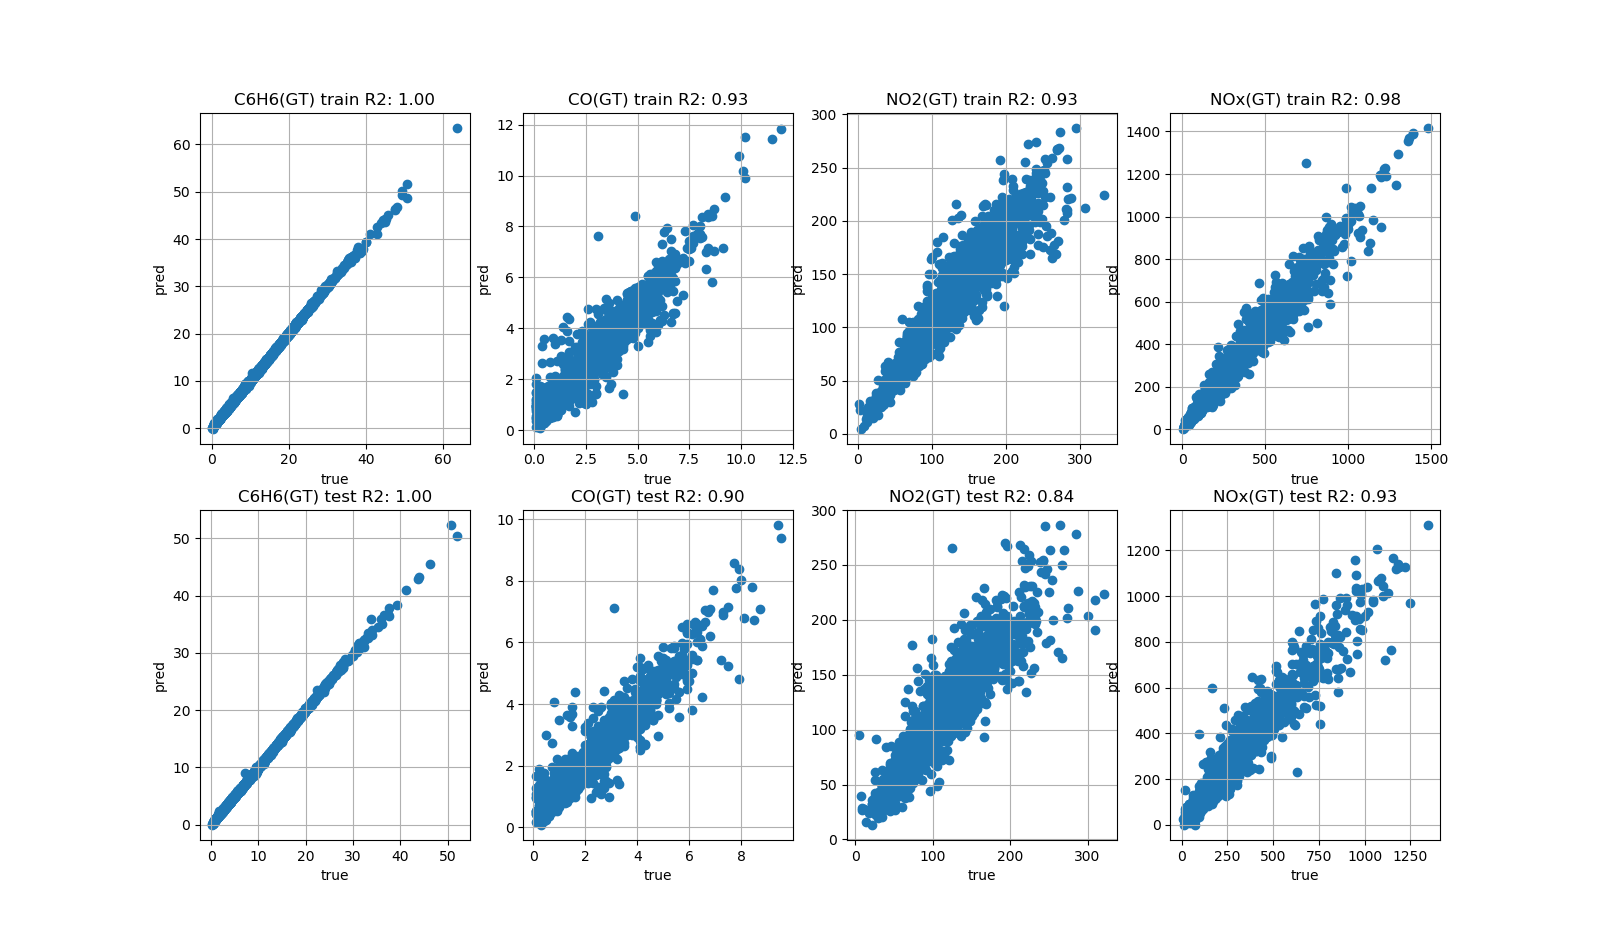 C6H6(GT) train R2: 1.00
CO(GT) train R2: 0.93
NO2(GT) train R2: 0.93
NOx(GT) train R2: 0.98
pred
60
50
40
30
20
10
0
0 20 40 60
true
pred
12
10
8
6
4
2
0
0.0 2.5 5.0 7.5 10.0 12.5
true
pred
300
250
200
150
100
50
0
0 100 200 300
true
pred
1400
1200
1000
800
600
400
200
0
0 500 1000 1500
true
C6H6(GT) test R2: 1.00
CO(GT) test R2: 0.90
NO2(GT) test R2: 0.84
NOx(GT) test R2: 0.93
pred
50
40
30
20
10
0
0 10 20 30 40 50
true
pred
10
8
6
4
2
0
0 2 4 6 8
true
pred
300
250
200
150
100
50
0
0 100 200 300
true
pred
1200
1000
800
600
400
200
0
0 250 500 750 1000 1250
true